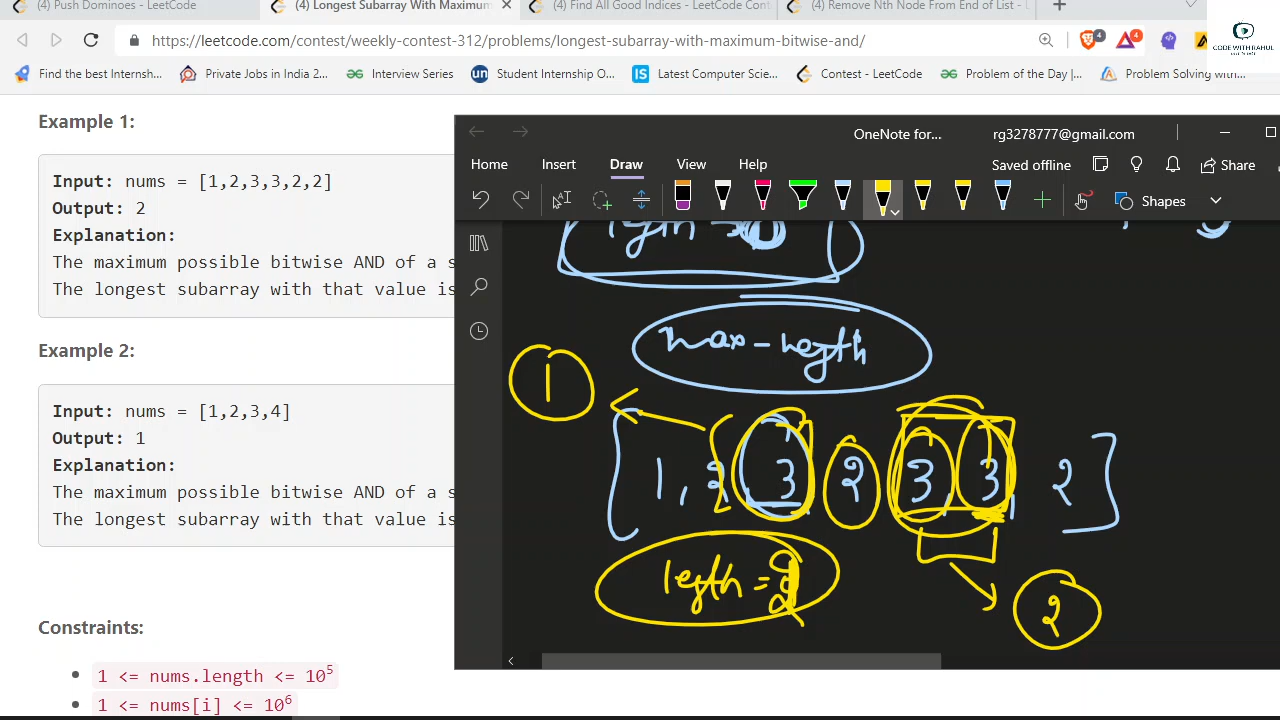 (4) Push Dominoes - LeetCode
(4) Longest Subarray With Maximum
(4) Find All Good Indices - LeetCode Cont
(4) Remove Nth Node From End of List - L
https://leetcode.com/contest/weekly-contest-312/problems/longest-subarray-with-maximum-bitwise-and/
4
4
CODE WITH RAHUL
Find the best Internsh...
Private Jobs in India 2...
Interview Series
Student Internship O...
Latest Computer Scie...
Contest - LeetCode
Problem of the Day |...
Problem Solving with...
Example 1:
Input: nums = [1,2,3,3,2,2]
Output: 2
Explanation:
The maximum possible bitwise AND of a s
The longest subarray with that value is
Example 2:
Input: nums = [1,2,3,4]
Output: 1
Explanation:
The maximum possible bitwise AND of a s
The longest subarray with that value is
Constraints:
1 <= nums.length <= 10⁵
1 <= nums[i] <= 10⁶
OneNote for...
rg3278777@gmail.com
Home
Insert
Draw
View
Help
Saved offline
Share
Shapes
max-length
1
[ 1, 2, 3, 2 3, 3, 2 ]
length =
2